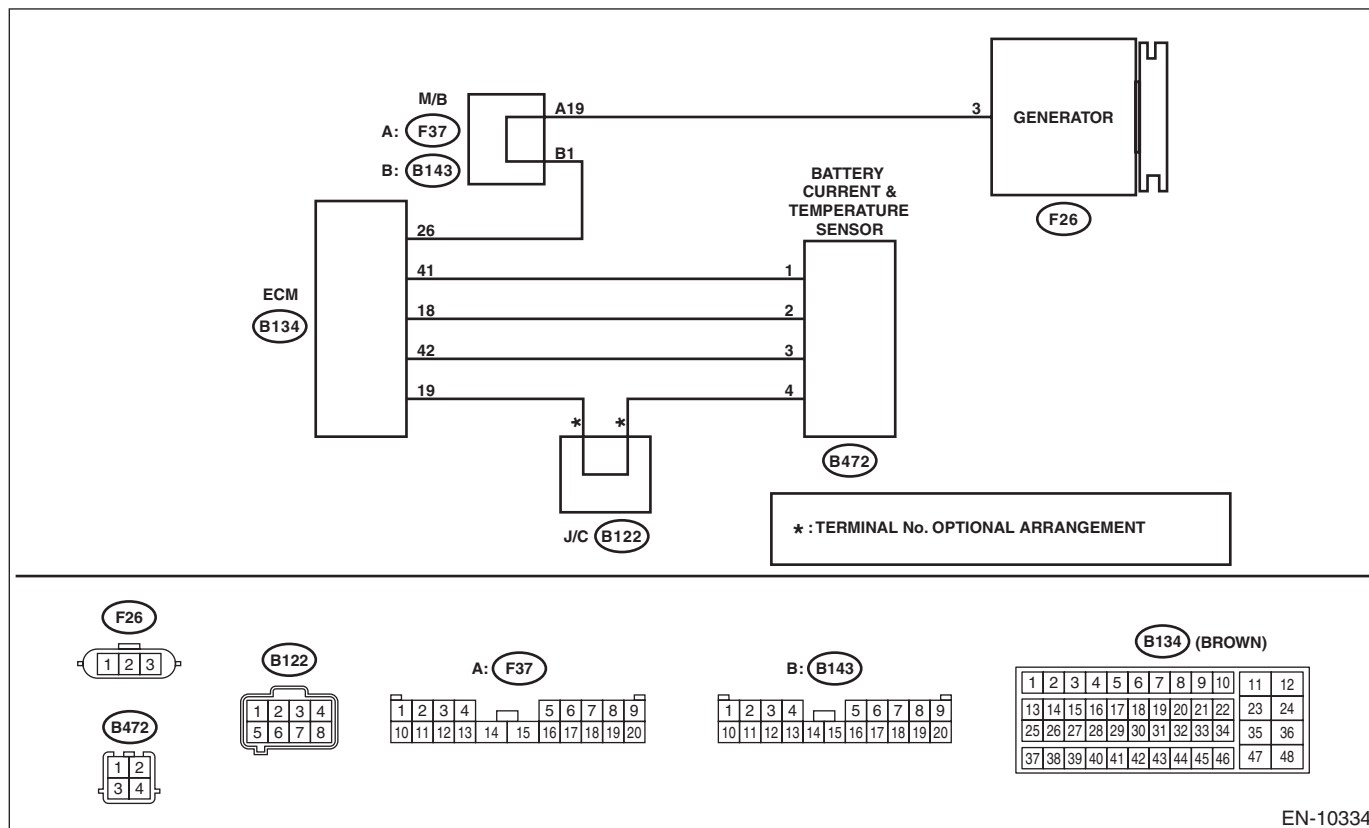 M/B
A: F37
B: B143
A19
B1
3
GENERATOR
F26
BATTERY
CURRENT &
TEMPERATURE
SENSOR
ECM
B134
26
41
18
42
19
1
2
3
4
B472
* *
J/C B122
* : TERMINAL No. OPTIONAL ARRANGEMENT
F26
1 2 3
B472
1 2
3 4
B122
1 2 3 4
5 6 7 8
A: F37
1 2 3 4 5 6 7 8 9
10 11 12 13 14 15 16 17 18 19 20
B: B143
1 2 3 4 5 6 7 8 9
10 11 12 13 14 15 16 17 18 19 20
B134 (BROWN)
1 2 3 4 5 6 7 8 9 10 11 12
13 14 15 16 17 18 19 20 21 22 23 24
25 26 27 28 29 30 31 32 33 34 35 36
37 38 39 40 41 42 43 44 45 46 47 48
EN-10334